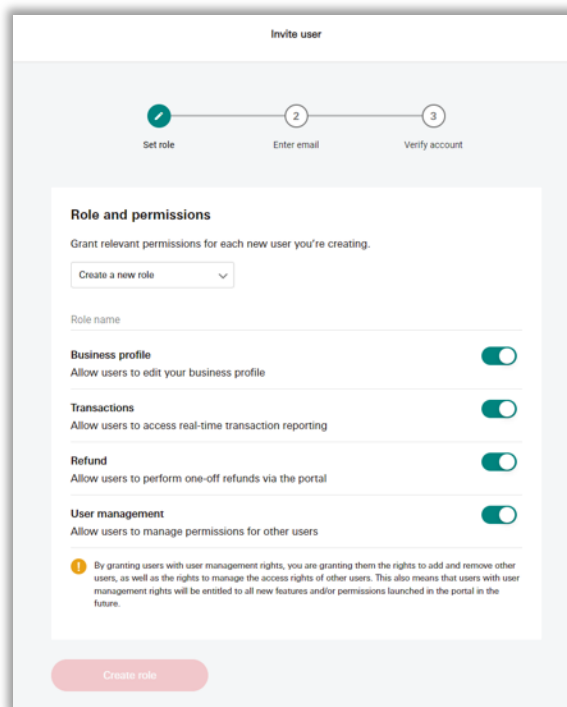 Invite user
2
3
Set role
Enter email
Verify account
Role and permissions
Grant relevant permissions for each new user you're creating.
Create a new role
Role name
Business profile
Allow users to edit your business profile
Transactions
Allow users to access real-time transaction reporting
Refund
Allow users to perform one-off refunds via the portal
User management
Allow users to manage permissions for other users
By granting users with user management rights, you are granting them the rights to add and remove other
users, as well as the rights to manage the access rights of other users. This also means that users with user
management rights will be entitled to all new features and/or permissions launched in the portal in the
future.
Create role